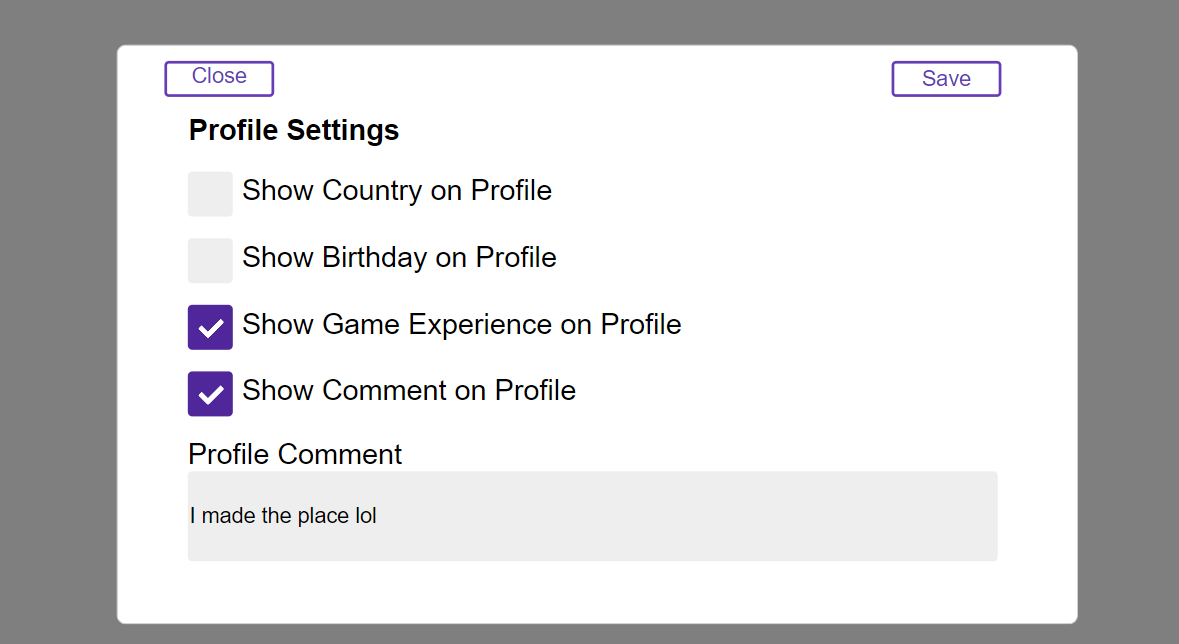 Close
Save
Profile Settings
Show Country on Profile
Show Birthday on Profile
Show Game Experience on Profile
Show Comment on Profile
Profile Comment
I made the place lol